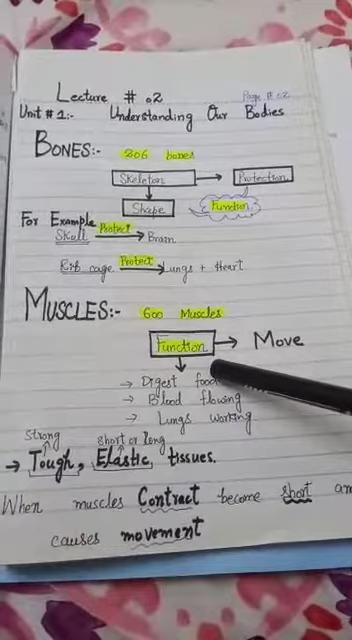 Lecture # 02
Page # 02
Unit # 1:- Understanding Our Bodies
BONES:- 206 bones
Skeleton → Protection
Shape Function
For Example
Skull Protect → Brain
Rib cage Protect → Lungs + Heart
MUSCLES:- 600 Muscles
Function → Move
→ Digest food
→ Blood flowing
→ Lungs working
Strong short or long
→ Tough, Elastic, tissues.
When muscles Contract become short an
causes movement